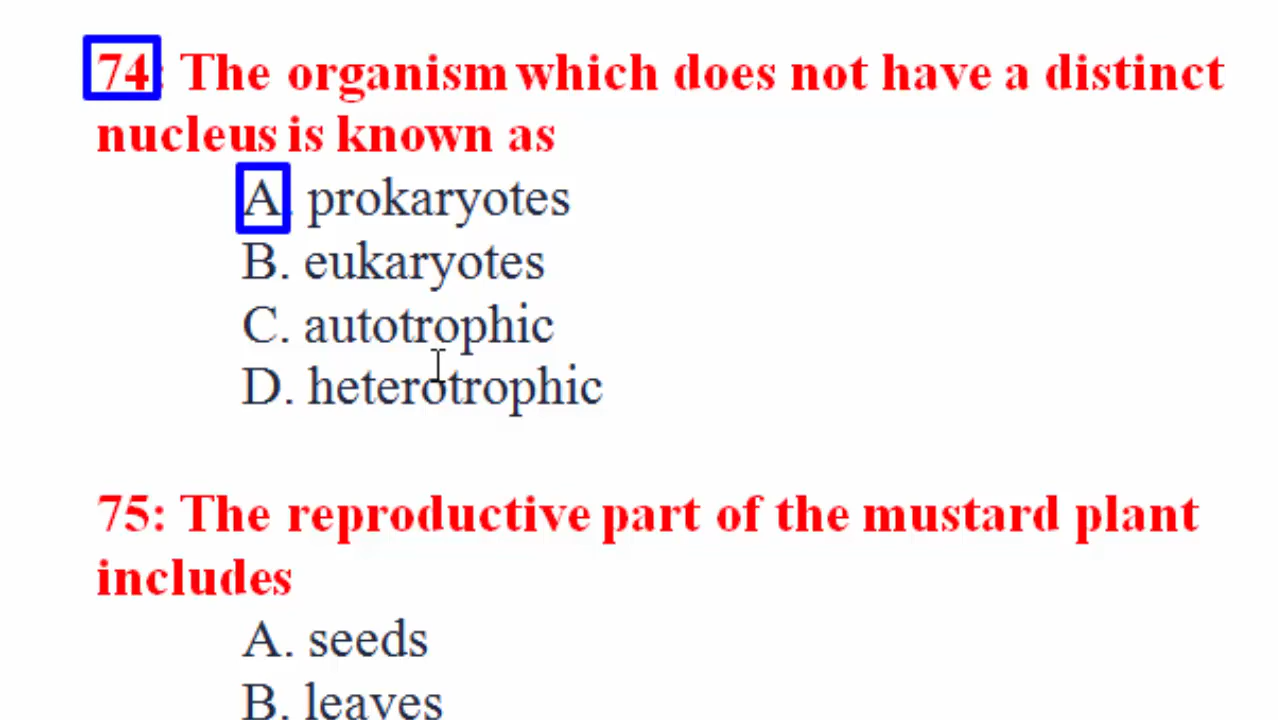 74: The organism which does not have a distinct
nucleus is known as
A. prokaryotes
B. eukaryotes
C. autotrophic
D. heterotrophic
75: The reproductive part of the mustard plant
includes
A. seeds
B. leaves